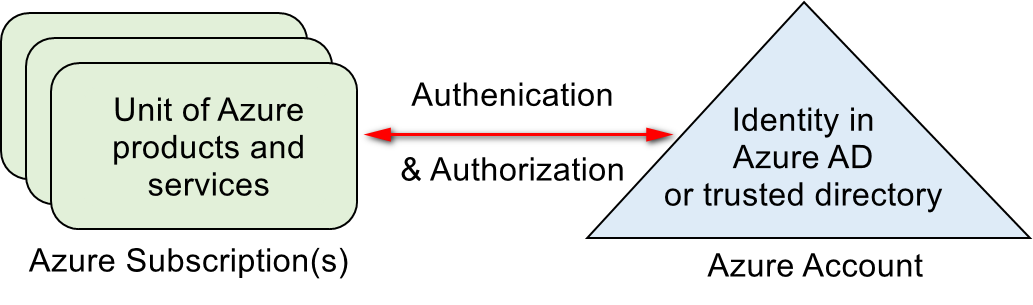 Unit of Azure
products and
services
Azure Subscription(s)
Authenication
& Authorization
Identity in
Azure AD
or trusted directory
Azure Account